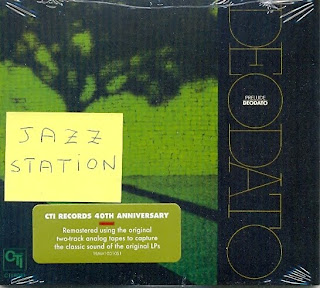 DEODATO
PRELUDE
DEODATO
JAZZ
STATION
CTI RECORDS 40TH ANNIVERSARY
Remastered using the original
two-track analog tapes to capture
the classic sound of the original LPs
CTI